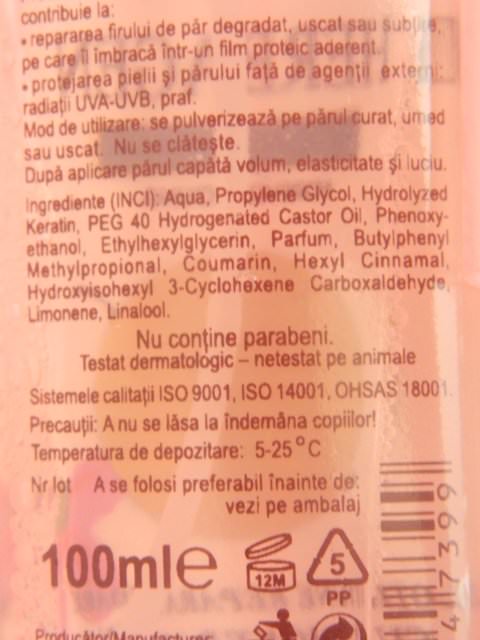 contribuie la:
• repararea firului de păr degradat, uscat sau subţire,
pe care îl îmbracă într-un film proteic aderent.
• protejarea pielii şi părului faţă de agenţii externi:
radiaţii UVA-UVB, praf.
Mod de utilizare: se pulverizează pe părul curat, umed
sau uscat. Nu se clăteşte.
După aplicare părul capătă volum, elasticitate şi luciu.
Ingrediente (INCI): Aqua, Propylene Glycol, Hydrolyzed
Keratin, PEG 40 Hydrogenated Castor Oil, Phenoxy-
ethanol, Ethylhexylglycerin, Parfum, Butylphenyl
Methylpropional, Coumarin, Hexyl Cinnamal,
Hydroxyisohexyl 3-Cyclohexene Carboxaldehyde,
Limonene, Linalool.
Nu conţine parabeni.
Testat dermatologic – netestat pe animale
Sistemele calitaţii ISO 9001, ISO 14001, OHSAS 18001.
Precauţii: A nu se lăsa la îndemâna copiilor!
Temperatura de depozitare: 5-25°C
Nr lot A se folosi preferabil înainte de:
vezi pe ambalaj
100ml e
12M
5
PP
Producător/Manufacturer
4 7399